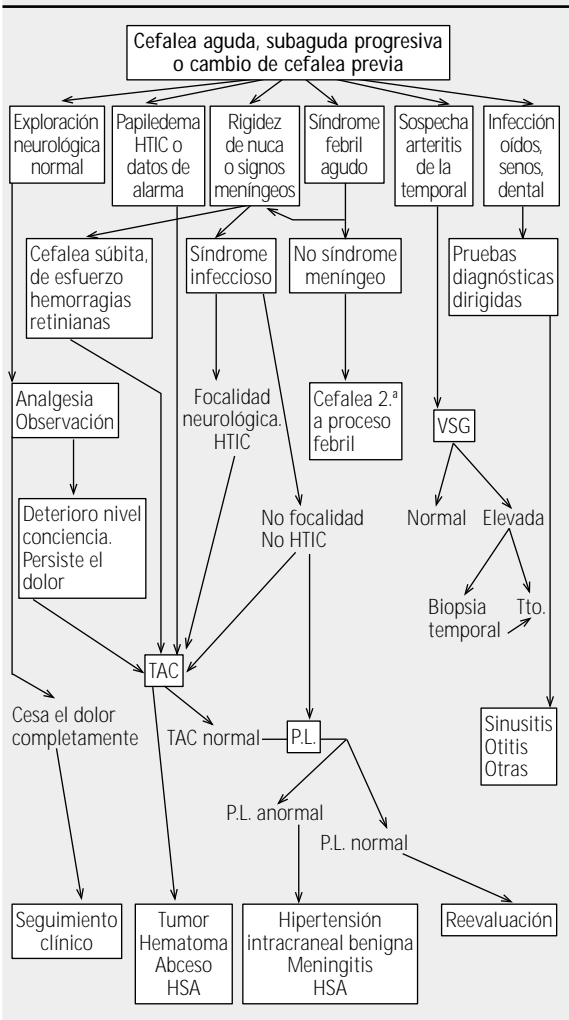 Cefalea aguda, subaguda progresiva
o cambio de cefalea previa
Exploración
neurológica
normal
Papiledema
HTIC o
datos de
alarma
Rigidez
de nuca
o signos
meníngeos
Síndrome
febril
agudo
Sospecha
arteritis
de la
temporal
Infección
oídos,
senos,
dental
Cefalea súbita,
de esfuerzo
hemorragias
retinianas
Síndrome
infeccioso
No síndrome
meníngeo
Pruebas
diagnósticas
dirigidas
Analgesia
Observación
Focalidad
neurológica.
HTIC
Cefalea 2.ª
a proceso
febril
VSG
Deterioro nivel
conciencia.
Persiste el
dolor
No focalidad
No HTIC
Normal
Elevada
Biopsia
temporal
Tto.
TAC
Cesa el dolor
completamente
TAC normal
P.L.
Sinusitis
Otitis
Otras
P.L. anormal
P.L. normal
Seguimiento
clínico
Tumor
Hematoma
Abceso
HSA
Hipertensión
intracraneal benigna
Meningitis
HSA
Reevaluación